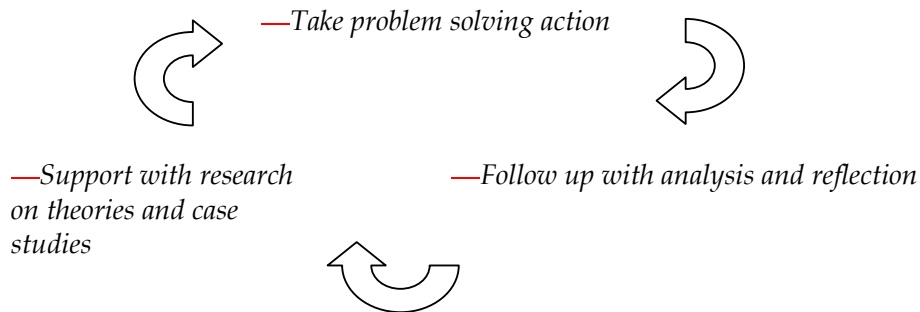 —Take problem solving action
—Support with research
on theories and case
studies
—Follow up with analysis and reflection